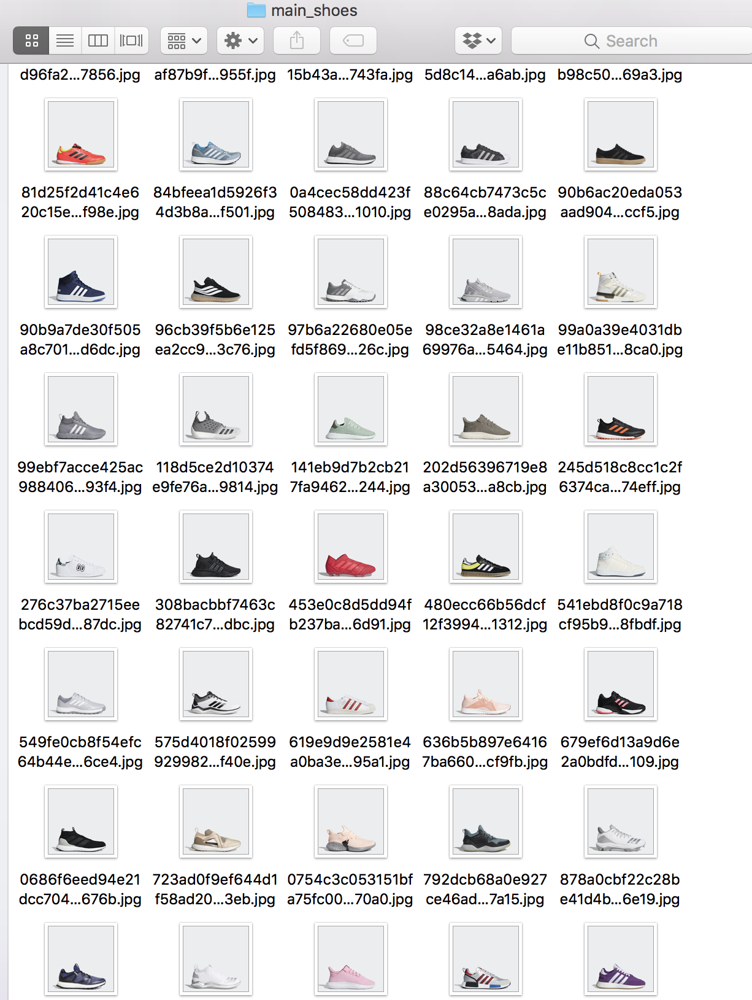 main_shoes
Search
d96fa2...7856.jpg af87b9f...955f.jpg 15b43a...743fa.jpg 5d8c14...a6ab.jpg b98c50...69a3.jpg
81d25f2d41c4e6 84bfeea1d5926f3 0a4cec58dd423f 88c64cb7473c5c 90b6ac20eda053
20c15e...f98e.jpg 4d3b8a...f501.jpg 508483...1010.jpg e0295a...8ada.jpg aad904...ccf5.jpg
90b9a7de30f505 96cb39f5b6e125 97b6a22680e05e 98ce32a8e1461a 99a0a39e4031db
a8c701...d6dc.jpg ea2cc9...3c76.jpg fd5f869...26c.jpg 69976a...5464.jpg e11b851...8ca0.jpg
99ebf7acce425ac 118d5ce2d10374 141eb9d7b2cb21 202d56396719e8 245d518c8cc1c2f
988406...93f4.jpg e9fe76a...9814.jpg 7fa9462...244.jpg a30053...a8cb.jpg 6374ca...74eff.jpg
276c37ba2715ee 308bacbbf7463c 453e0c8d5dd94f 480ecc66b56dcf 541ebd8f0c9a718
bcd59d...87dc.jpg 82741c7...dbc.jpg b237ba...6d91.jpg 12f3994...1312.jpg cf95b9...8fbdf.jpg
549fe0cb8f54efc 575d4018f02599 619e9d9e2581e4 636b5b897e6416 679ef6d13a9d6e
64b44e...6ce4.jpg 929982...f40e.jpg a0ba3e...95a1.jpg 7ba660...cf9fb.jpg 2a0bdfd...109.jpg
0686f6eed94e21 723ad0f9ef644d1 0754c3c053151bf 792dcb68a0e927 878a0cbf22c28b
dcc704...676b.jpg f58ad20...3eb.jpg a75fc00...70a0.jpg ce46ad...7a15.jpg e41d4b...6e19.jpg